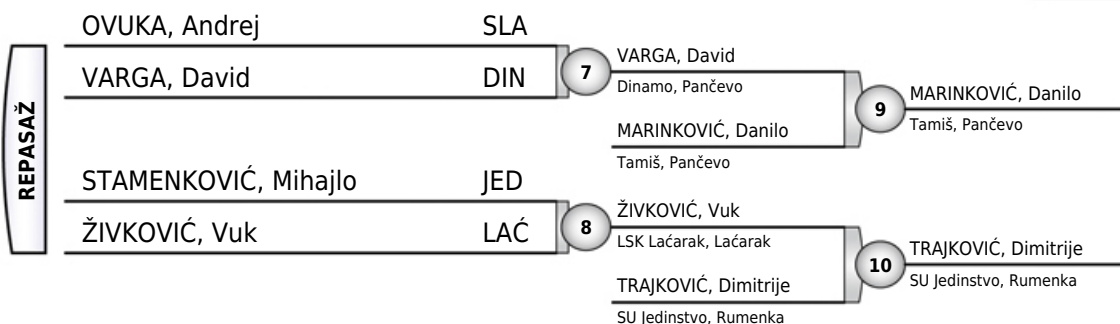 REPASAŽ
OVUKA, Andrej SLA
VARGA, David DIN
7
VARGA, David
Dinamo, Pančevo
MARINKOVIĆ, Danilo
Tamiš, Pančevo
9
MARINKOVIĆ, Danilo
Tamiš, Pančevo
STAMENKOVIĆ, Mihajlo JED
ŽIVKOVIĆ, Vuk LAĆ
8
ŽIVKOVIĆ, Vuk
LSK Laćarak, Laćarak
TRAJKOVIĆ, Dimitrije
SU Jedinstvo, Rumenka
10
TRAJKOVIĆ, Dimitrije
SU Jedinstvo, Rumenka